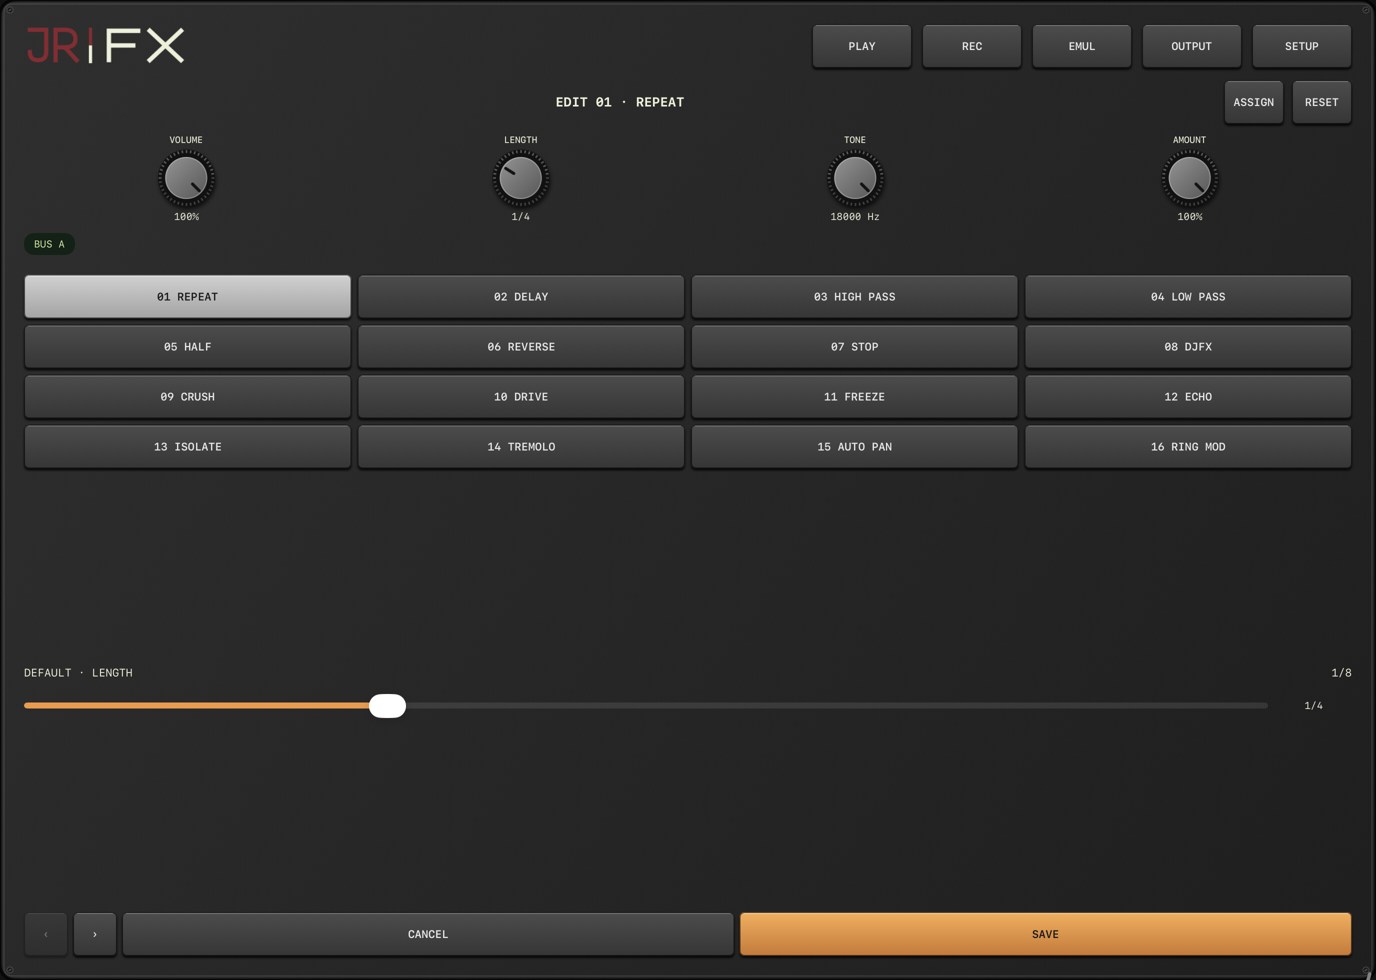 JRiFX
PLAY REC EMUL OUTPUT SETUP
EDIT 01 · REPEAT
ASSIGN RESET
VOLUME LENGTH TONE AMOUNT
100% 1/4 18000 Hz 100%
BUS A
01 REPEAT 02 DELAY 03 HIGH PASS 04 LOW PASS
05 HALF 06 REVERSE 07 STOP 08 DJFX
09 CRUSH 10 DRIVE 11 FREEZE 12 ECHO
13 ISOLATE 14 TREMOLO 15 AUTO PAN 16 RING MOD
DEFAULT · LENGTH 1/8
1/4
‹ › CANCEL SAVE